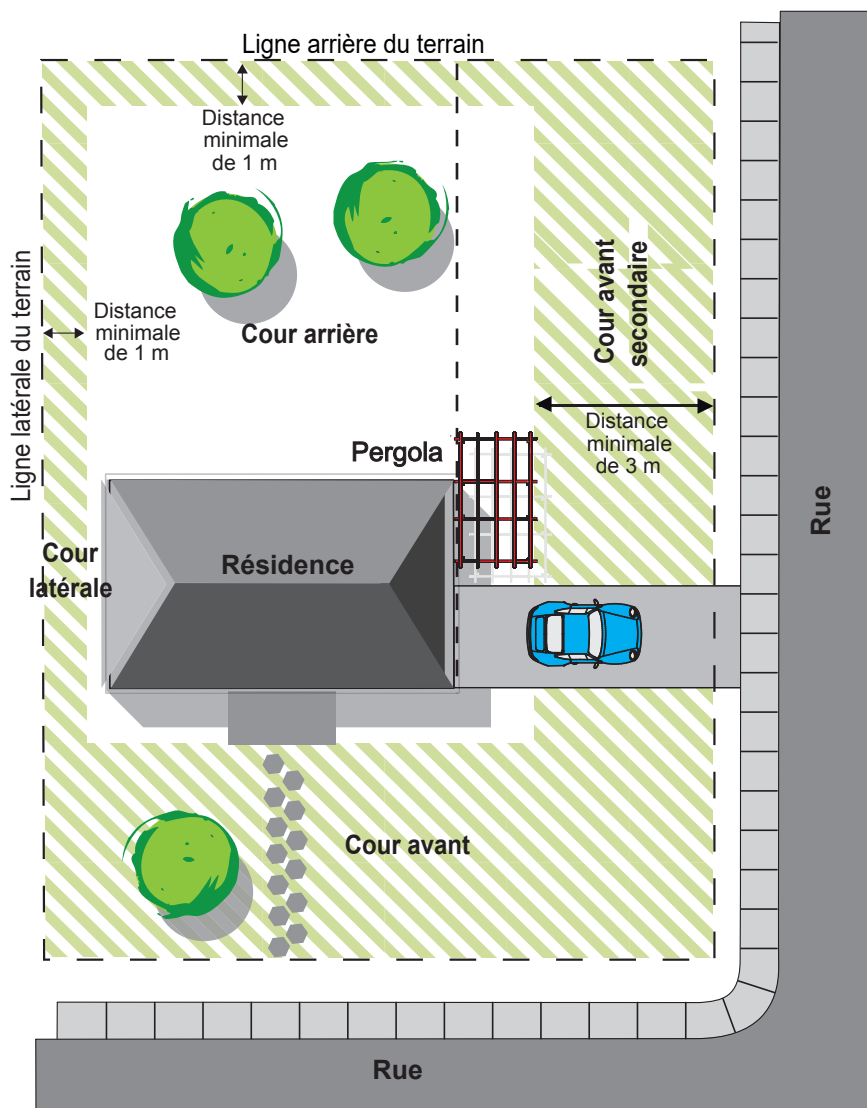 Ligne arrière du terrain
Distance
minimale
de 1 m
Ligne latérale du terrain
Distance
minimale
de 1 m
Cour arrière
Cour avant
secondaire
Distance
minimale
de 3 m
Pergola
Rue
Cour
latérale
Résidence
Cour avant
Rue